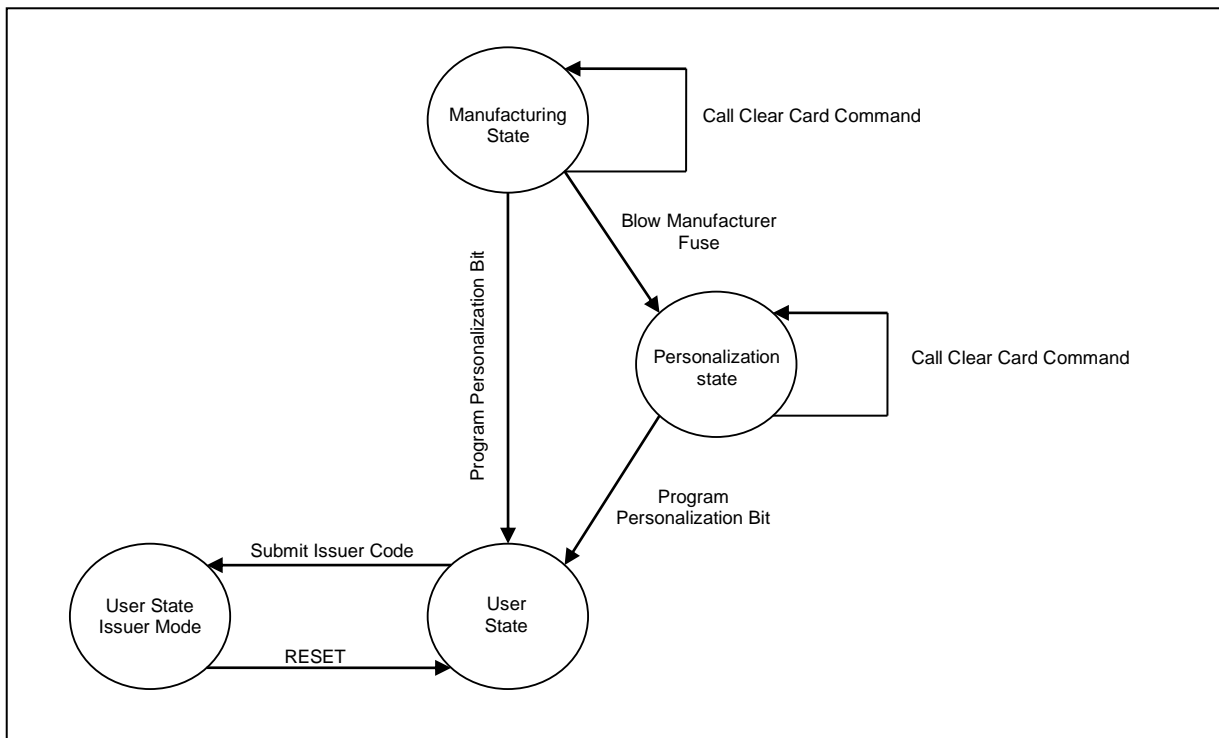 Manufacturing
State
Call Clear Card Command
Blow Manufacturer
Fuse
Program Personalization Bit
Personalization
state
Call Clear Card Command
Program
Personalization Bit
Submit Issuer Code
User State
Issuer Mode
User
State
RESET